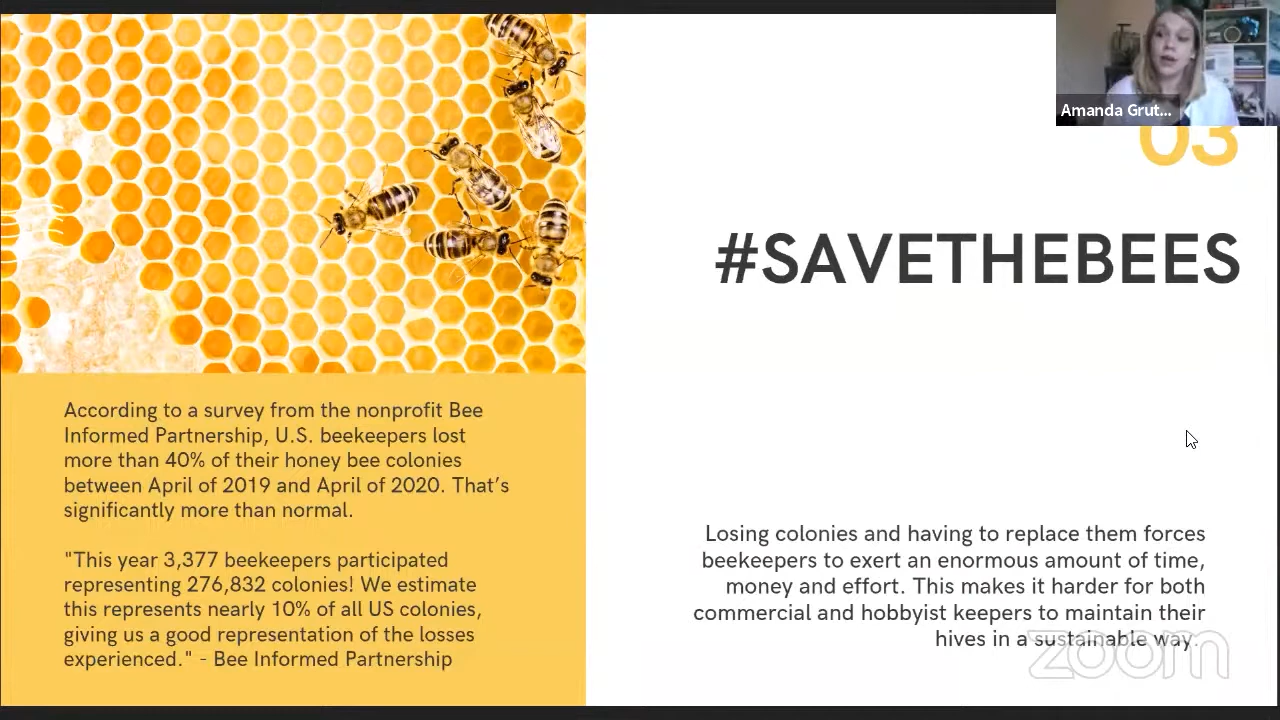 Amanda Grut...
03
#SAVETHEBEES
According to a survey from the nonprofit Bee
Informed Partnership, U.S. beekeepers lost
more than 40% of their honey bee colonies
between April of 2019 and April of 2020. That's
significantly more than normal.
"This year 3,377 beekeepers participated
representing 276,832 colonies! We estimate
this represents nearly 10% of all US colonies,
giving us a good representation of the losses
experienced." - Bee Informed Partnership
Losing colonies and having to replace them forces
beekeepers to exert an enormous amount of time,
money and effort. This makes it harder for both
commercial and hobbyist keepers to maintain their
hives in a sustainable way.
zoom